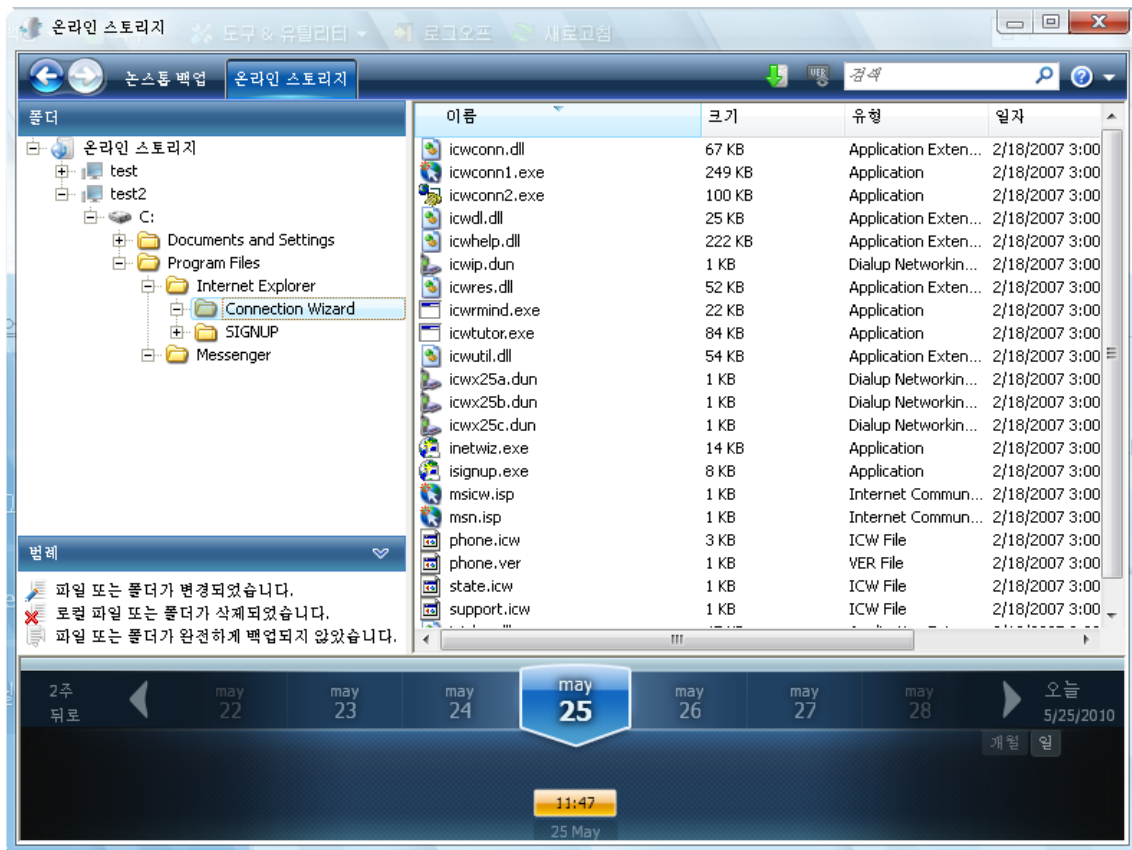 온라인 스토리지
도구 & 유틸리티 로그오프 새로고침
논스톱 백업 온라인 스토리지 VER 검색
폴더
온라인 스토리지
test
test2
C:
Documents and Settings
Program Files
Internet Explorer
Connection Wizard
SIGNUP
Messenger
이름 크기 유형 일자
icwconn.dll 67 KB Application Exten... 2/18/2007 3:00
icwconn1.exe 249 KB Application 2/18/2007 3:00
icwconn2.exe 100 KB Application 2/18/2007 3:00
icwdl.dll 25 KB Application Exten... 2/18/2007 3:00
icwhelp.dll 222 KB Application Exten... 2/18/2007 3:00
icwip.dun 1 KB Dialup Networkin... 2/18/2007 3:00
icwres.dll 52 KB Application Exten... 2/18/2007 3:00
icwrmind.exe 22 KB Application 2/18/2007 3:00
icwtutor.exe 84 KB Application 2/18/2007 3:00
icwutil.dll 54 KB Application Exten... 2/18/2007 3:00
icwx25a.dun 1 KB Dialup Networkin... 2/18/2007 3:00
icwx25b.dun 1 KB Dialup Networkin... 2/18/2007 3:00
icwx25c.dun 1 KB Dialup Networkin... 2/18/2007 3:00
inetwiz.exe 14 KB Application 2/18/2007 3:00
isignup.exe 8 KB Application 2/18/2007 3:00
msicw.isp 1 KB Internet Commun... 2/18/2007 3:00
msn.isp 1 KB Internet Commun... 2/18/2007 3:00
phone.icw 3 KB ICW File 2/18/2007 3:00
phone.ver 1 KB VER File 2/18/2007 3:00
state.icw 1 KB ICW File 2/18/2007 3:00
support.icw 1 KB ICW File 2/18/2007 3:00
범례
파일 또는 폴더가 변경되었습니다.
로컬 파일 또는 폴더가 삭제되었습니다.
파일 또는 폴더가 완전하게 백업되지 않았습니다.
2주
뒤로
may 22
may 23
may 24
may 25
may 26
may 27
may 28
오늘
5/25/2010
개월 일
11:47
25 May